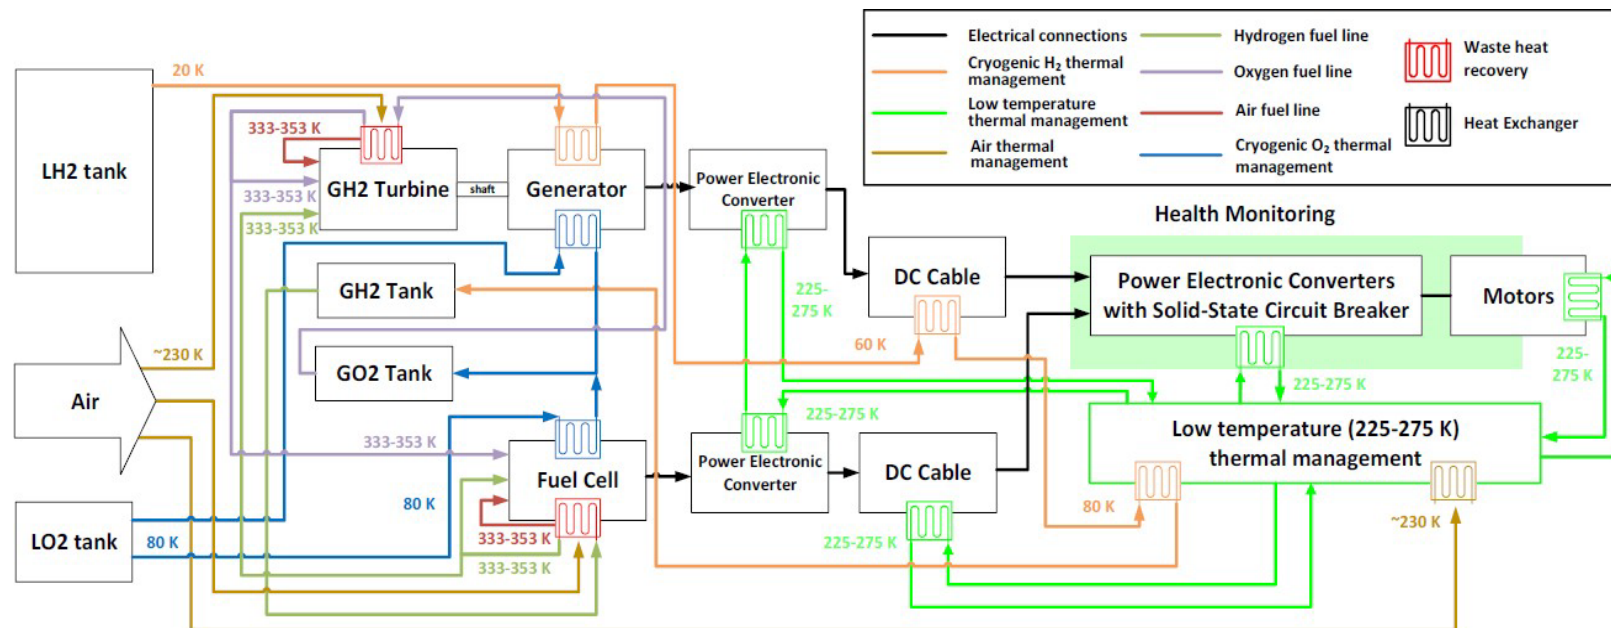 Electrical connections
Cryogenic H2 thermal
management
Low temperature
thermal management
Air thermal
management
Hydrogen fuel line
Oxygen fuel line
Air fuel line
Cryogenic O2 thermal
management
Waste heat
recovery
Heat Exchanger
20 K
LH2 tank
333-353 K
GH2 Turbine
333-353 K
333-353 K
shaft
Generator
Power Electronic
Converter
Health Monitoring
GH2 Tank
225-
275 K
DC Cable
Power Electronic Converters
with Solid-State Circuit Breaker
Motors
~230 K
GO2 Tank
60 K
225-275 K
225-
275 K
Air
225-275 K
333-353 K
Fuel Cell
Power Electronic
Converter
DC Cable
Low temperature (225-275 K)
thermal management
LO2 tank
80 K
80 K
333-353 K
333-353 K
225-275 K
80 K
~230 K